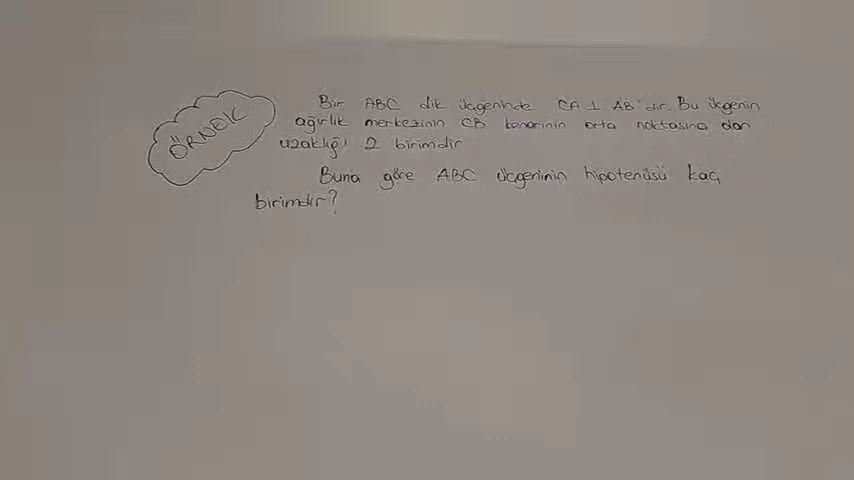 ÖRNEK
Bir ABC dik üçgeninde CA ⊥ AB'dir. Bu üçgenin
ağırlık merkezinin CB kenarının orta noktasına olan
uzaklığı 2 birimdir
Buna göre ABC üçgeninin hipotenüsü kaç
birimdir?